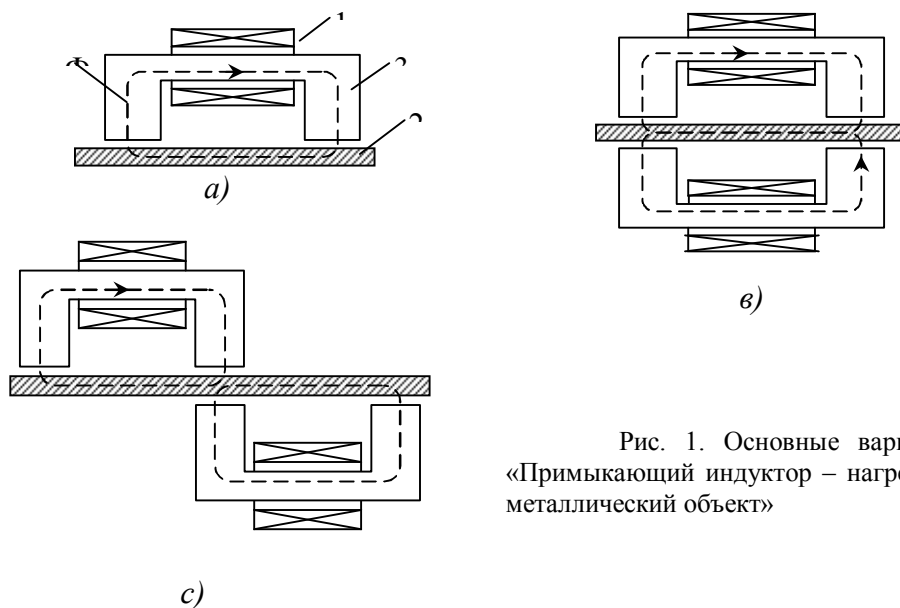 а)
в)
Рис. 1. Основные вари
«Примыкающий индуктор – нагре
металлический объект»
с)